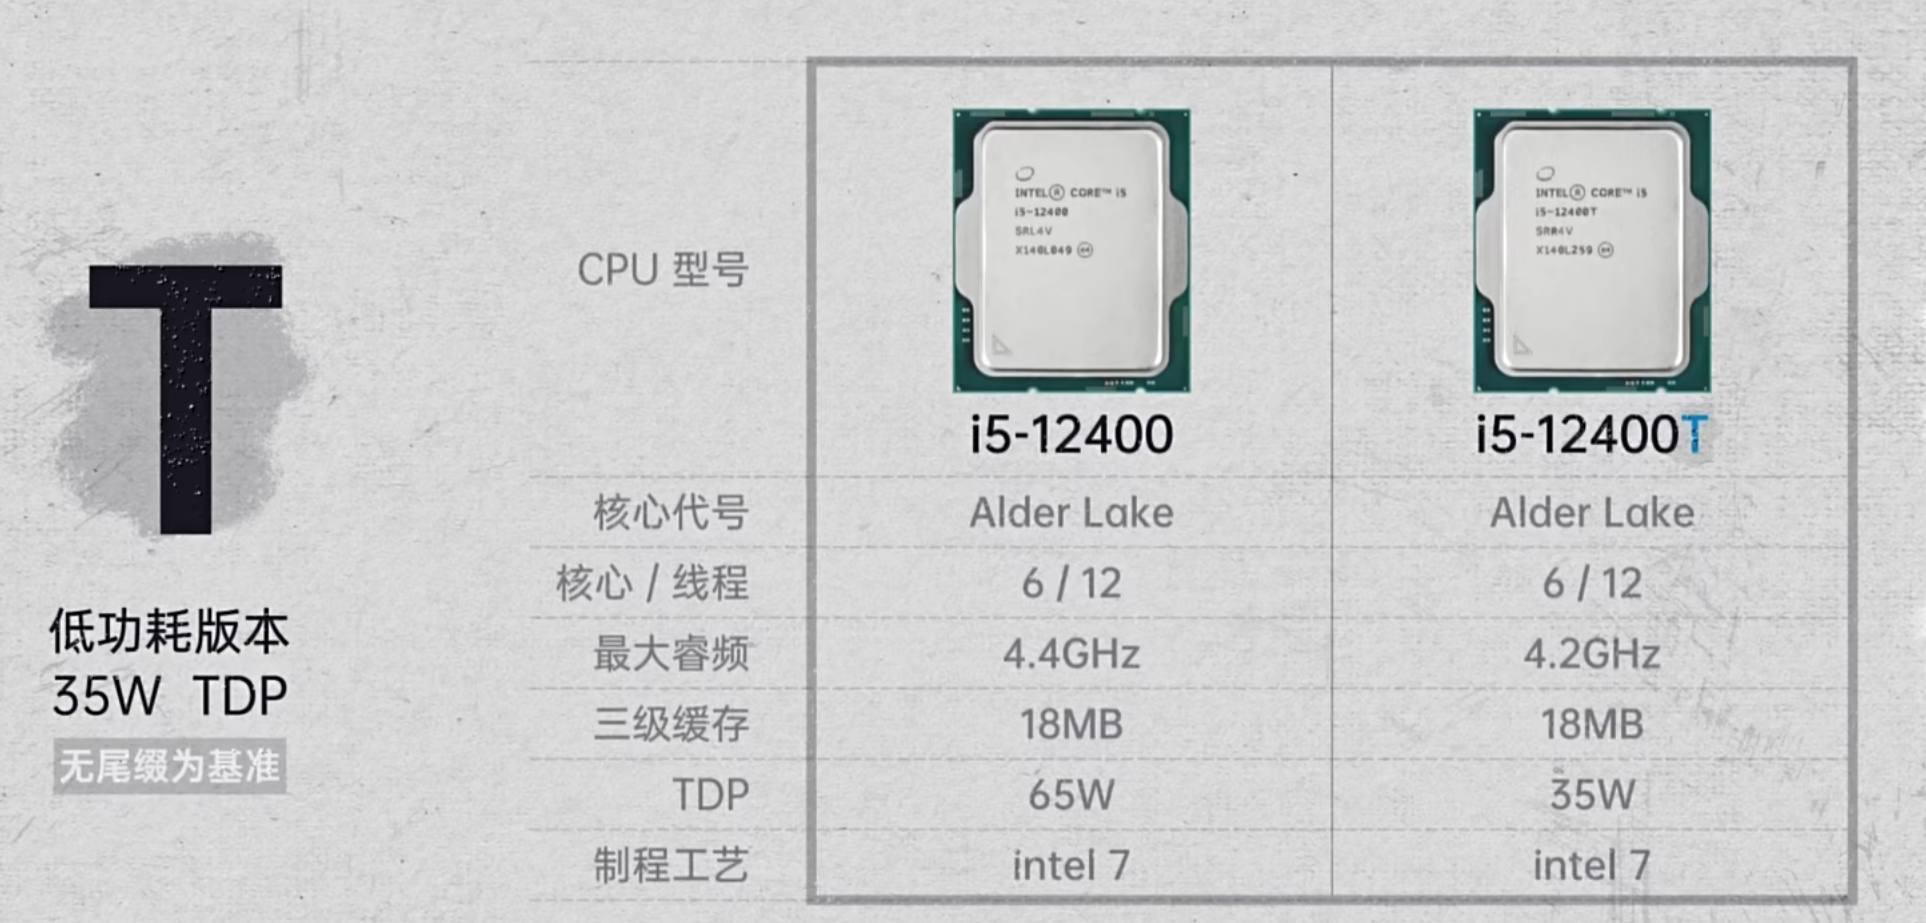 T
低功耗版本
35W TDP
无尾缀为基准
CPU 型号
INTEL® CORE™ i5
i5-12400
SRL4V
X140L049
i5-12400
INTEL® CORE™ i5
i5-12400T
SRR4V
X140L259
i5-12400T
核心代号 Alder Lake Alder Lake
核心 / 线程 6 / 12 6 / 12
最大睿频 4.4GHz 4.2GHz
三级缓存 18MB 18MB
TDP 65W 35W
制程工艺 intel 7 intel 7